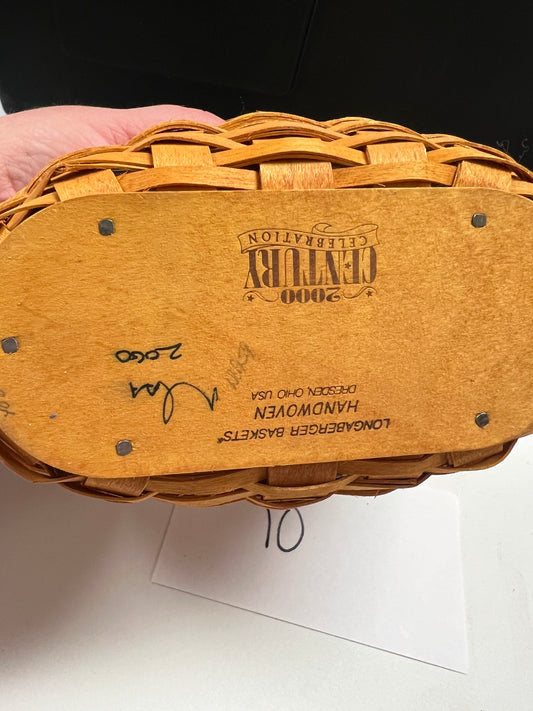 LONGABERGER BASKETS®
HANDWOVEN
DRESDEN, OHIO USA
2000
2000
CENTURY
CELEBRATION
10